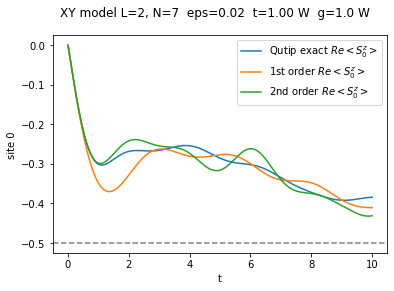 XY model L=2, N=7 eps=0.02 t=1.00 W g=1.0 W
Qutip exact Re < S_0^z >
1st order Re < S_0^z >
2nd order Re < S_0^z >
site 0
0.0
−0.1
−0.2
−0.3
−0.4
−0.5
0 2 4 6 8 10
t